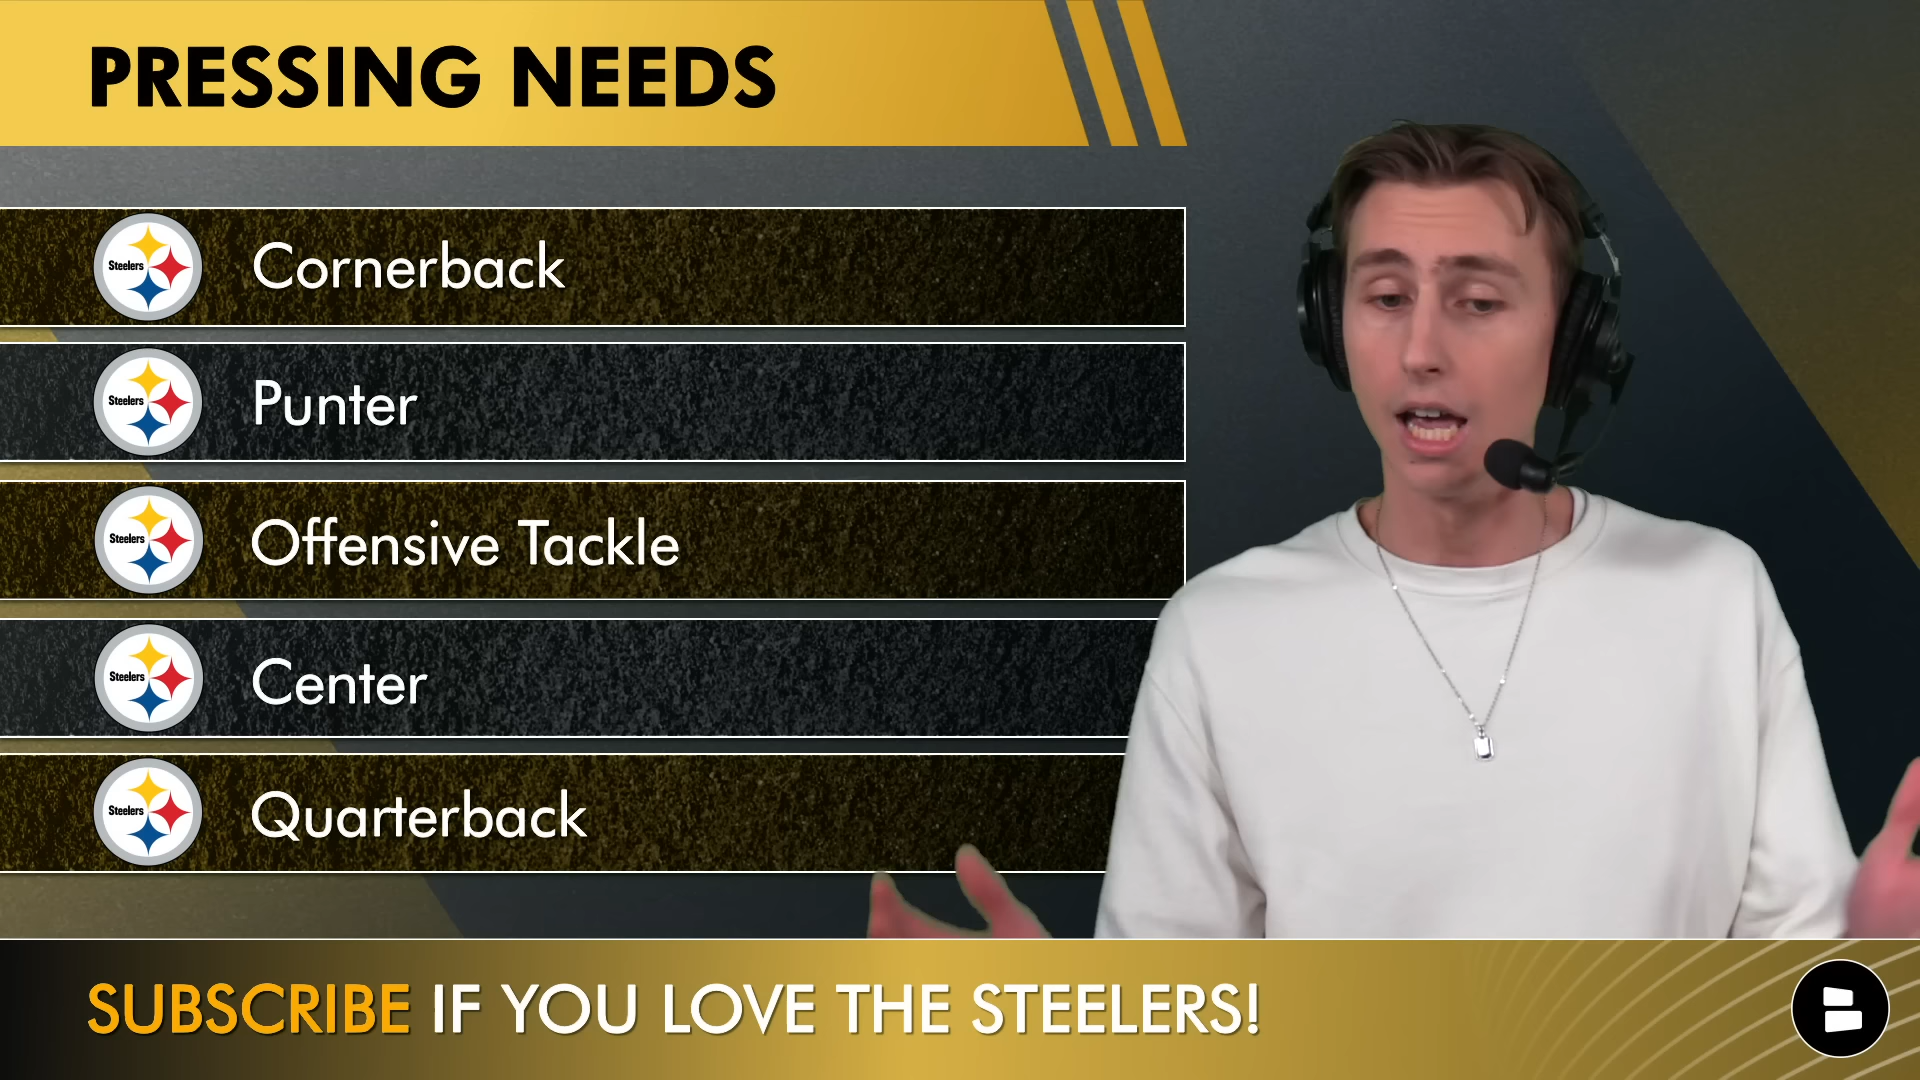 PRESSING NEEDS
Steelers Cornerback
Steelers Punter
Steelers Offensive Tackle
Steelers Center
Steelers Quarterback
SUBSCRIBE IF YOU LOVE THE STEELERS!